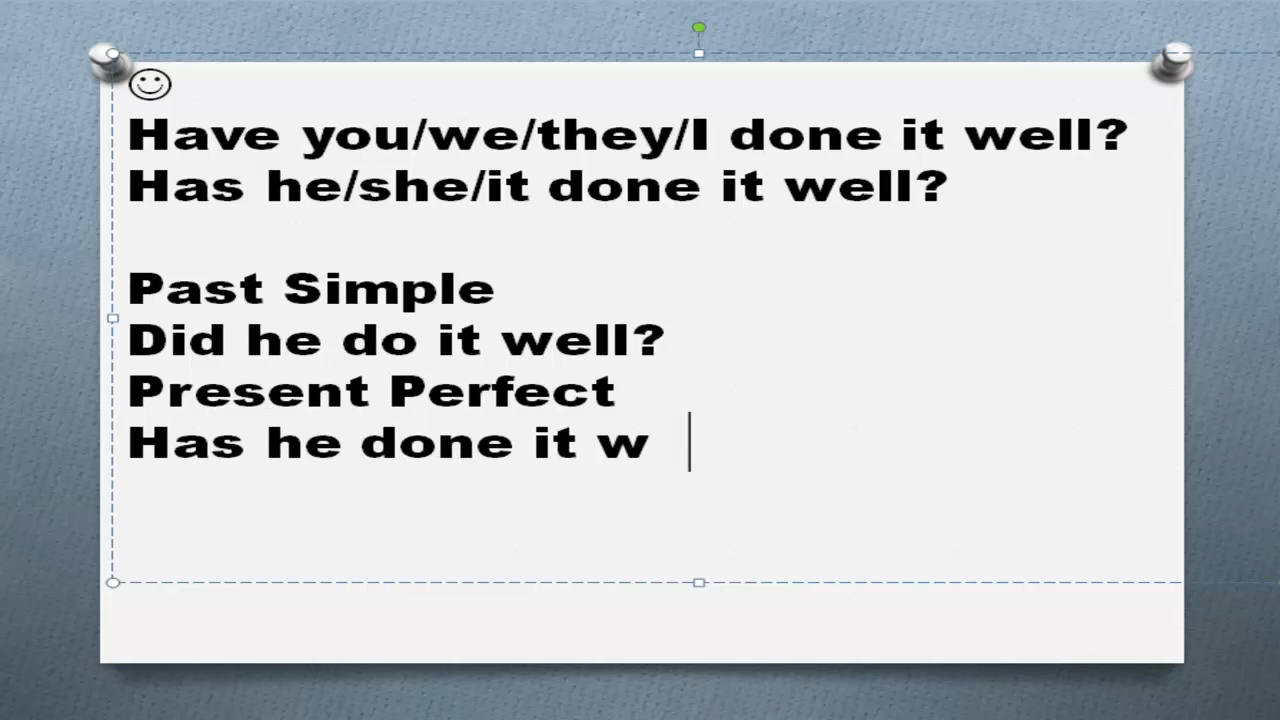 Have you/we/they/I done it well?
Has he/she/it done it well?
Past Simple
Did he do it well?
Present Perfect
Has he done it w